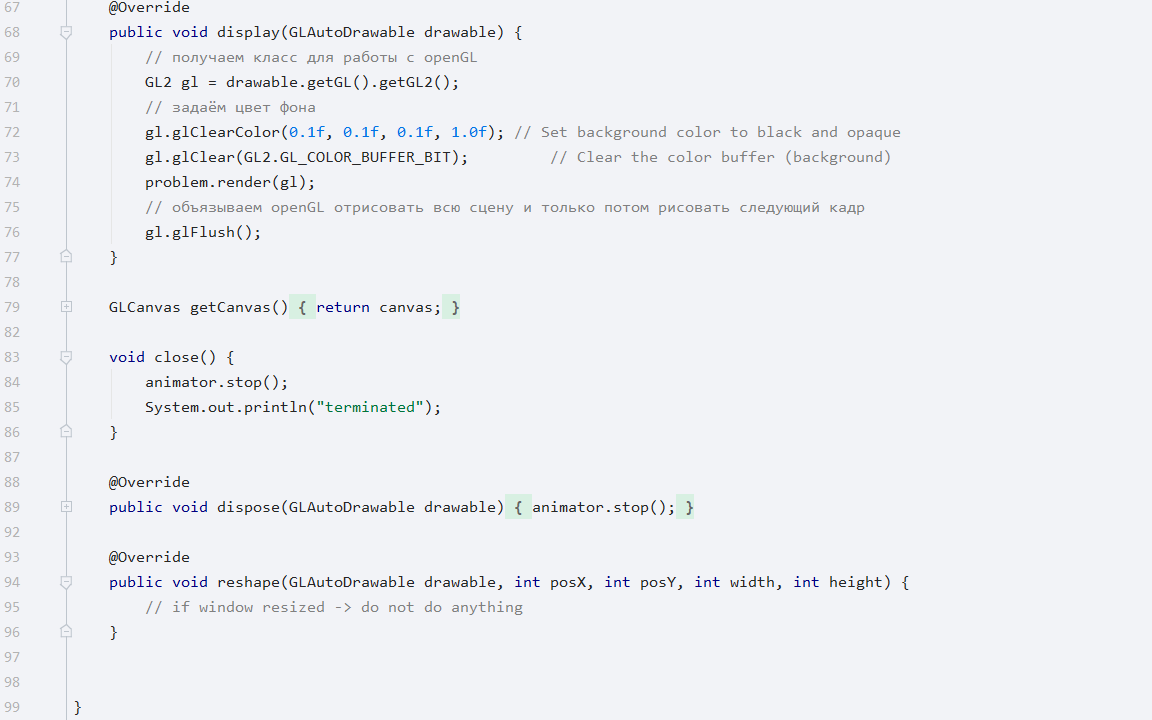 67 @Override
68 public void display(GLAutoDrawable drawable) {
69 // получаем класс для работы с openGL
70 GL2 gl = drawable.getGL().getGL2();
71 // задаём цвет фона
72 gl.glClearColor(0.1f, 0.1f, 0.1f, 1.0f); // Set background color to black and opaque
73 gl.glClear(GL2.GL_COLOR_BUFFER_BIT); // Clear the color buffer (background)
74 problem.render(gl);
75 // объязываем openGL отрисовать всю сцену и только потом рисовать следующий кадр
76 gl.glFlush();
77 }
78
79 GLCanvas getCanvas() { return canvas; }
82
83 void close() {
84 animator.stop();
85 System.out.println("terminated");
86 }
87
88 @Override
89 public void dispose(GLAutoDrawable drawable) { animator.stop(); }
92
93 @Override
94 public void reshape(GLAutoDrawable drawable, int posX, int posY, int width, int height) {
95 // if window resized -> do not do anything
96 }
97
98
99 }